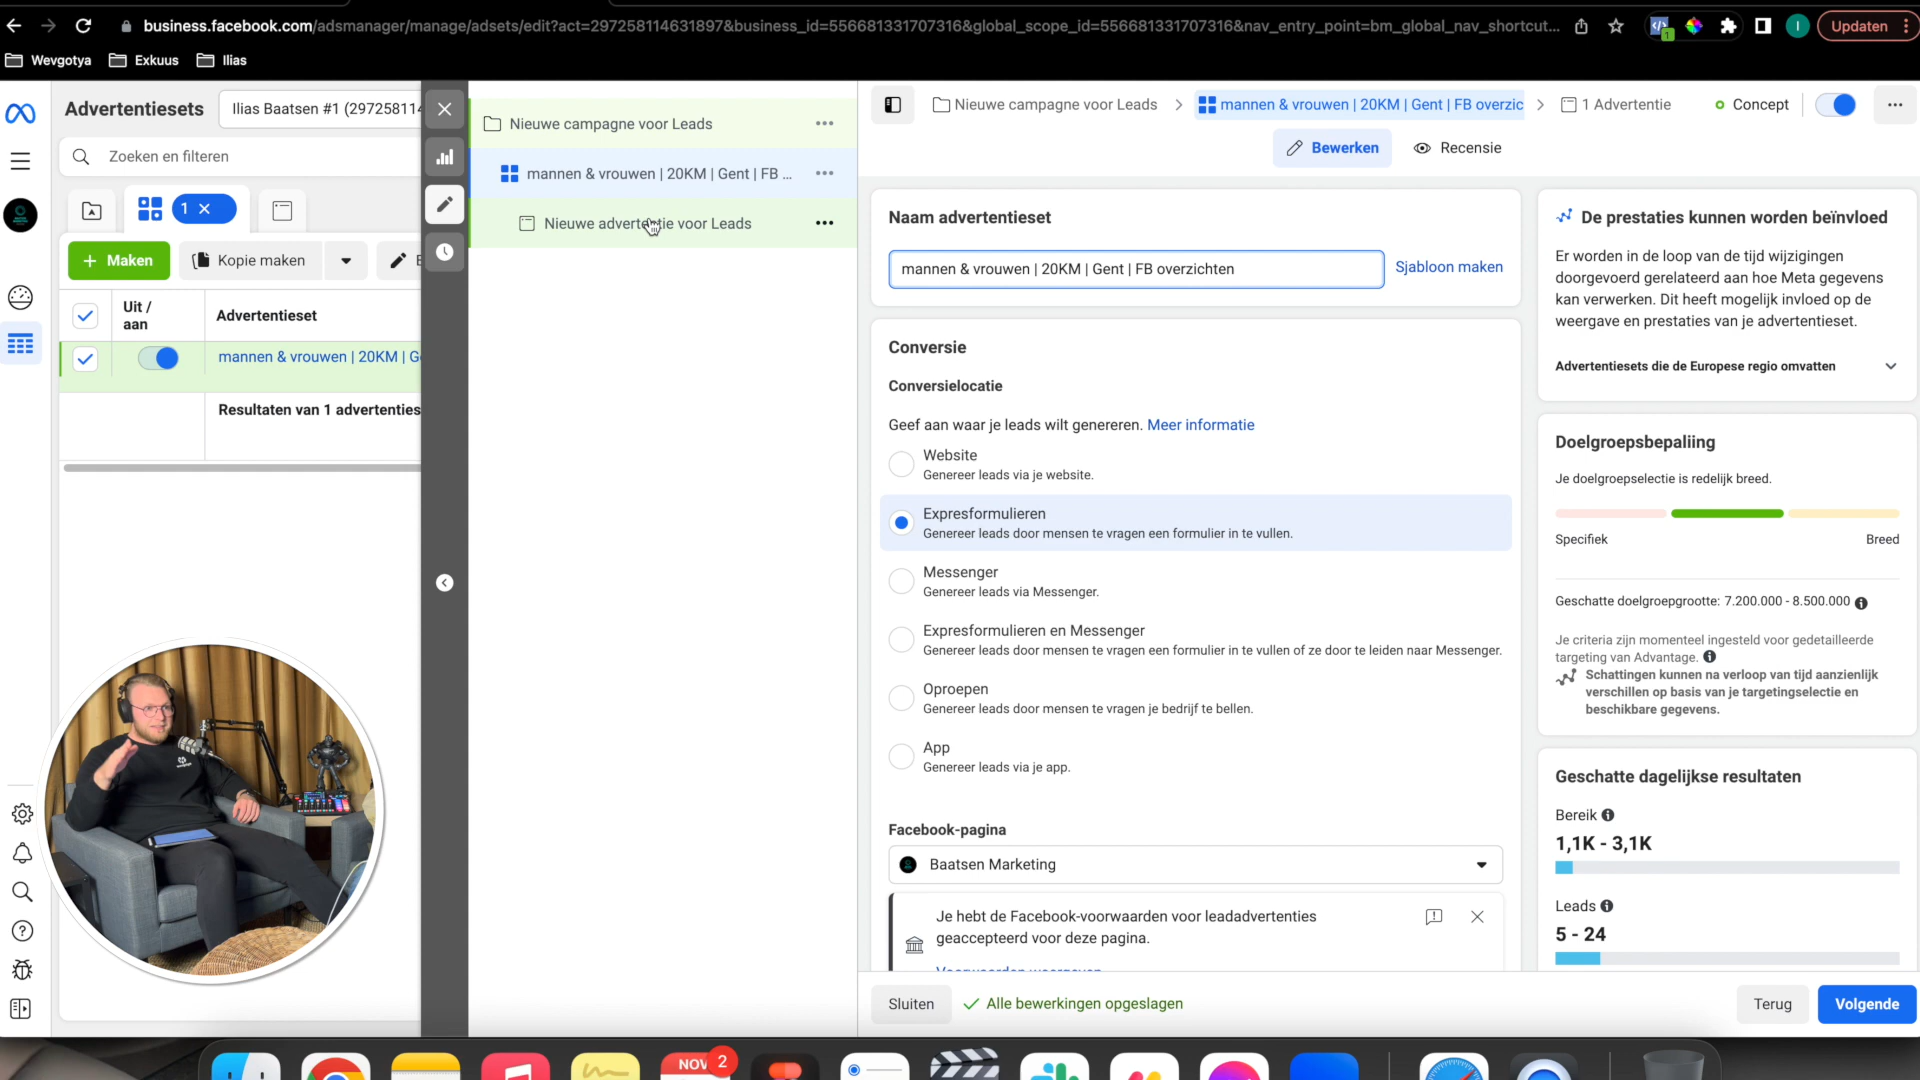 business.facebook.com/adsmanager/manage/adsets/edit?act=297258114631897&business_id=556681331707316&global_scope_id=556681331707316&nav_entry_point=bm_global_nav_shortcut...
1
I
Updaten
Wevgotya
Exkuus
Ilias
Advertentiesets
Ilias Baatsen #1 (297258114
Zoeken en filteren
1
Maken
Kopie maken
Uit / aan
Advertentieset
mannen & vrouwen | 20KM | G
Resultaten van 1 advertenties
Nieuwe campagne voor Leads
mannen & vrouwen | 20KM | Gent | FB ...
Nieuwe advertentie voor Leads
Nieuwe campagne voor Leads
mannen & vrouwen | 20KM | Gent | FB overzic
1 Advertentie
Concept
Bewerken
Recensie
Naam advertentieset
mannen & vrouwen | 20KM | Gent | FB overzichten
Sjabloon maken
Conversie
Conversielocatie
Geef aan waar je leads wilt genereren. Meer informatie
Website
Genereer leads via je website.
Expresformulieren
Genereer leads door mensen te vragen een formulier in te vullen.
Messenger
Genereer leads via Messenger.
Expresformulieren en Messenger
Genereer leads door mensen te vragen een formulier in te vullen of ze door te leiden naar Messenger.
Oproepen
Genereer leads door mensen te vragen je bedrijf te bellen.
App
Genereer leads via je app.
Facebook-pagina
Baatsen Marketing
Je hebt de Facebook-voorwaarden voor leadadvertenties
geaccepteerd voor deze pagina.
Sluiten
Alle bewerkingen opgeslagen
Terug
Volgende
De prestaties kunnen worden beïnvloed
Er worden in de loop van de tijd wijzigingen
doorgevoerd gerelateerd aan hoe Meta gegevens
kan verwerken. Dit heeft mogelijk invloed op de
weergave en prestaties van je advertentieset.
Advertentiesets die de Europese regio omvatten
Doelgroepsbepaliing
Je doelgroepselectie is redelijk breed.
Specifiek
Breed
Geschatte doelgroepgrootte: 7.200.000 - 8.500.000
Je criteria zijn momenteel ingesteld voor gedetailleerde
targeting van Advantage.
Schattingen kunnen na verloop van tijd aanzienlijk
verschillen op basis van je targetingselectie en
beschikbare gegevens.
Geschatte dagelijkse resultaten
Bereik
1,1K - 3,1K
Leads
5 - 24
NOV
2